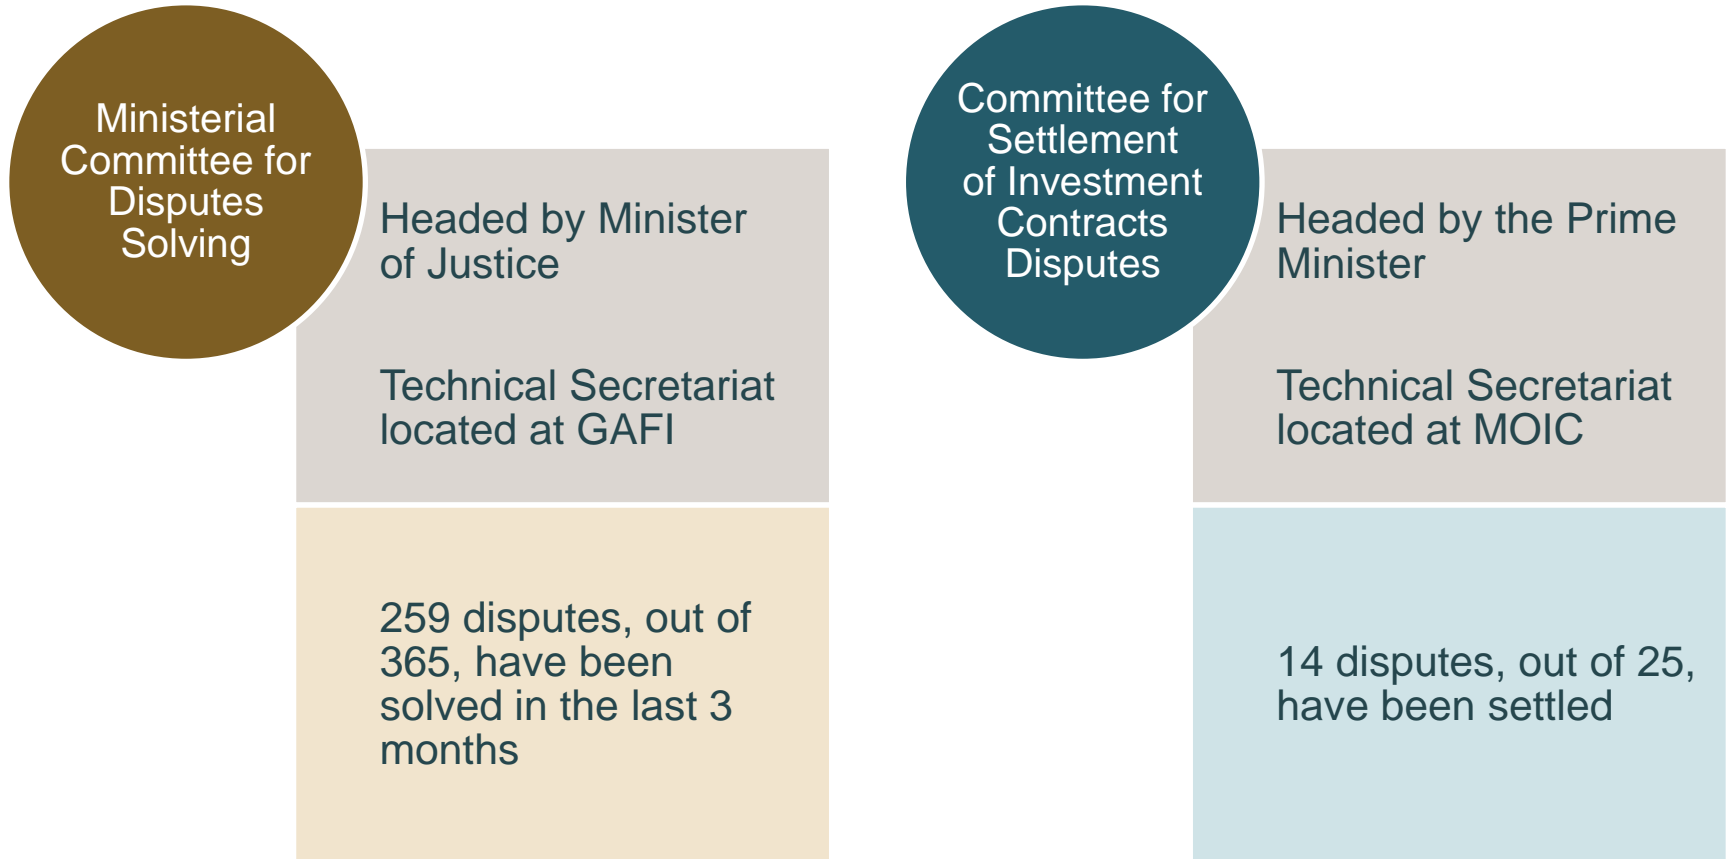 Ministerial
Committee for
Disputes
Solving
Headed by Minister
of Justice
Technical Secretariat
located at GAFI
259 disputes, out of
365, have been
solved in the last 3
months
Committee for
Settlement
of Investment
Contracts
Disputes
Headed by the Prime
Minister
Technical Secretariat
located at MOIC
14 disputes, out of 25,
have been settled